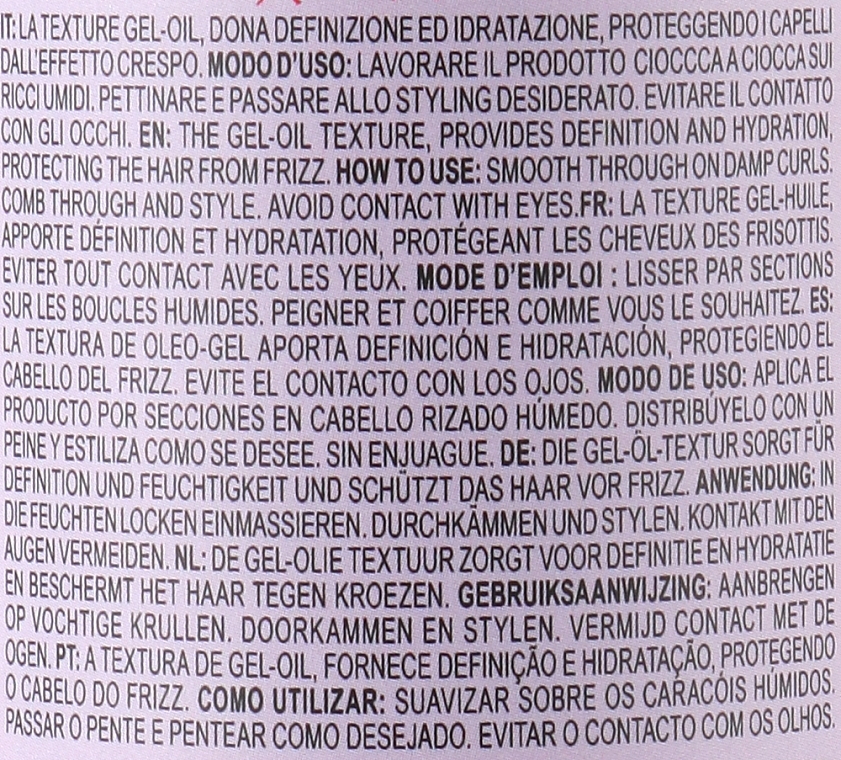 IT: LA TEXTURE GEL-OIL, DONA DEFINIZIONE ED IDRATAZIONE, PROTEGGENDO I CAPELLI
DALL'EFFETTO CRESPO. MODO D'USO: LAVORARE IL PRODOTTO CIOCCCA A CIOCCA SUI
RICCI UMIDI. PETTINARE E PASSARE ALLO STYLING DESIDERATO. EVITARE IL CONTATTO
CON GLI OCCHI. EN: THE GEL-OIL TEXTURE, PROVIDES DEFINITION AND HYDRATION,
PROTECTING THE HAIR FROM FRIZZ. HOW TO USE: SMOOTH THROUGH ON DAMP CURLS.
COMB THROUGH AND STYLE. AVOID CONTACT WITH EYES.FR: LA TEXTURE GEL-HUILE,
APPORTE DÉFINITION ET HYDRATATION, PROTÉGEANT LES CHEVEUX DES FRISOTTIS.
EVITER TOUT CONTACT AVEC LES YEUX. MODE D'EMPLOI : LISSER PAR SECTIONS
SUR LES BOUCLES HUMIDES. PEIGNER ET COIFFER COMME VOUS LE SOUHAITEZ. ES:
LA TEXTURA DE OLEO-GEL APORTA DEFINICIÓN E HIDRATACIÓN, PROTEGIENDO EL
CABELLO DEL FRIZZ. EVITE EL CONTACTO CON LOS OJOS. MODO DE USO: APLICA EL
PRODUCTO POR SECCIONES EN CABELLO RIZADO HÚMEDO. DISTRIBÚYELO CON UN
PEINE Y ESTILIZA COMO SE DESEE. SIN ENJUAGUE. DE: DIE GEL-ÖL-TEXTUR SORGT FÜR
DEFINITION UND FEUCHTIGKEIT UND SCHÜTZT DAS HAAR VOR FRIZZ. ANWENDUNG: IN
DIE FEUCHTEN LOCKEN EINMASSIEREN. DURCHKÄMMEN UND STYLEN. KONTAKT MIT DEN
AUGEN VERMEIDEN. NL: DE GEL-OLIE TEXTUUR ZORGT VOOR DEFINITIE EN HYDRATATIE
EN BESCHERMT HET HAAR TEGEN KROEZEN. GEBRUIKSAANWIJZING: AANBRENGEN
OP VOCHTIGE KRULLEN. DOORKAMMEN EN STYLEN. VERMIJD CONTACT MET DE
OGEN. PT: A TEXTURA DE GEL-OIL, FORNECE DEFINIÇÃO E HIDRATAÇÃO, PROTEGENDO
O CABELO DO FRIZZ. COMO UTILIZAR: SUAVIZAR SOBRE OS CARACÓIS HÚMIDOS.
PASSAR O PENTE E PENTEAR COMO DESEJADO. EVITAR O CONTACTO COM OS OLHOS.